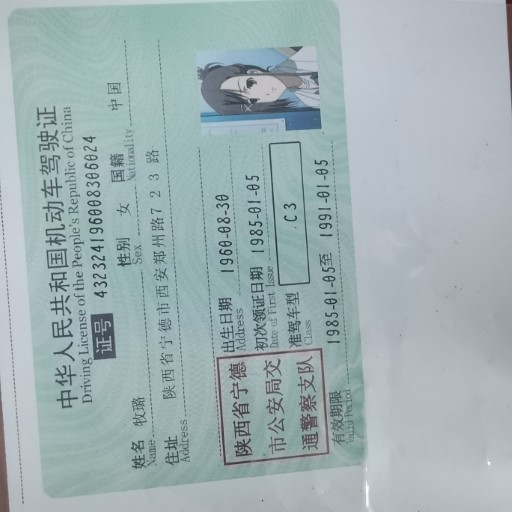 中华人民共和国机动车驾驶证
Driving License of the People's Republic of China
证号 432324196008306024
姓名 牧璐 性别 女 国籍 中国
Name Sex Nationality
住址 陕西省宁德市西安郑州路723路
Address
出生日期 1960-08-30
Address
初次领证日期 1985-01-05
Date of First Issue
准驾车型 C3
Class
陕西省宁德
市公安局交
通警察支队
有效期限 1985-01-05至 1991-01-05
Valid Period